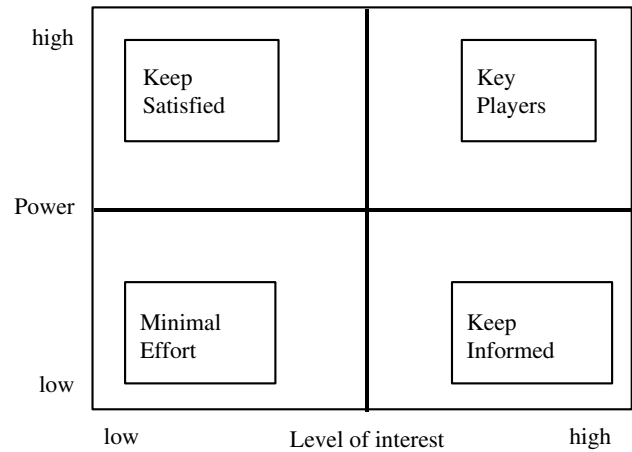 high
Keep
Satisfied
Key
Players
Power
Minimal
Effort
Keep
Informed
low
low
Level of interest
high